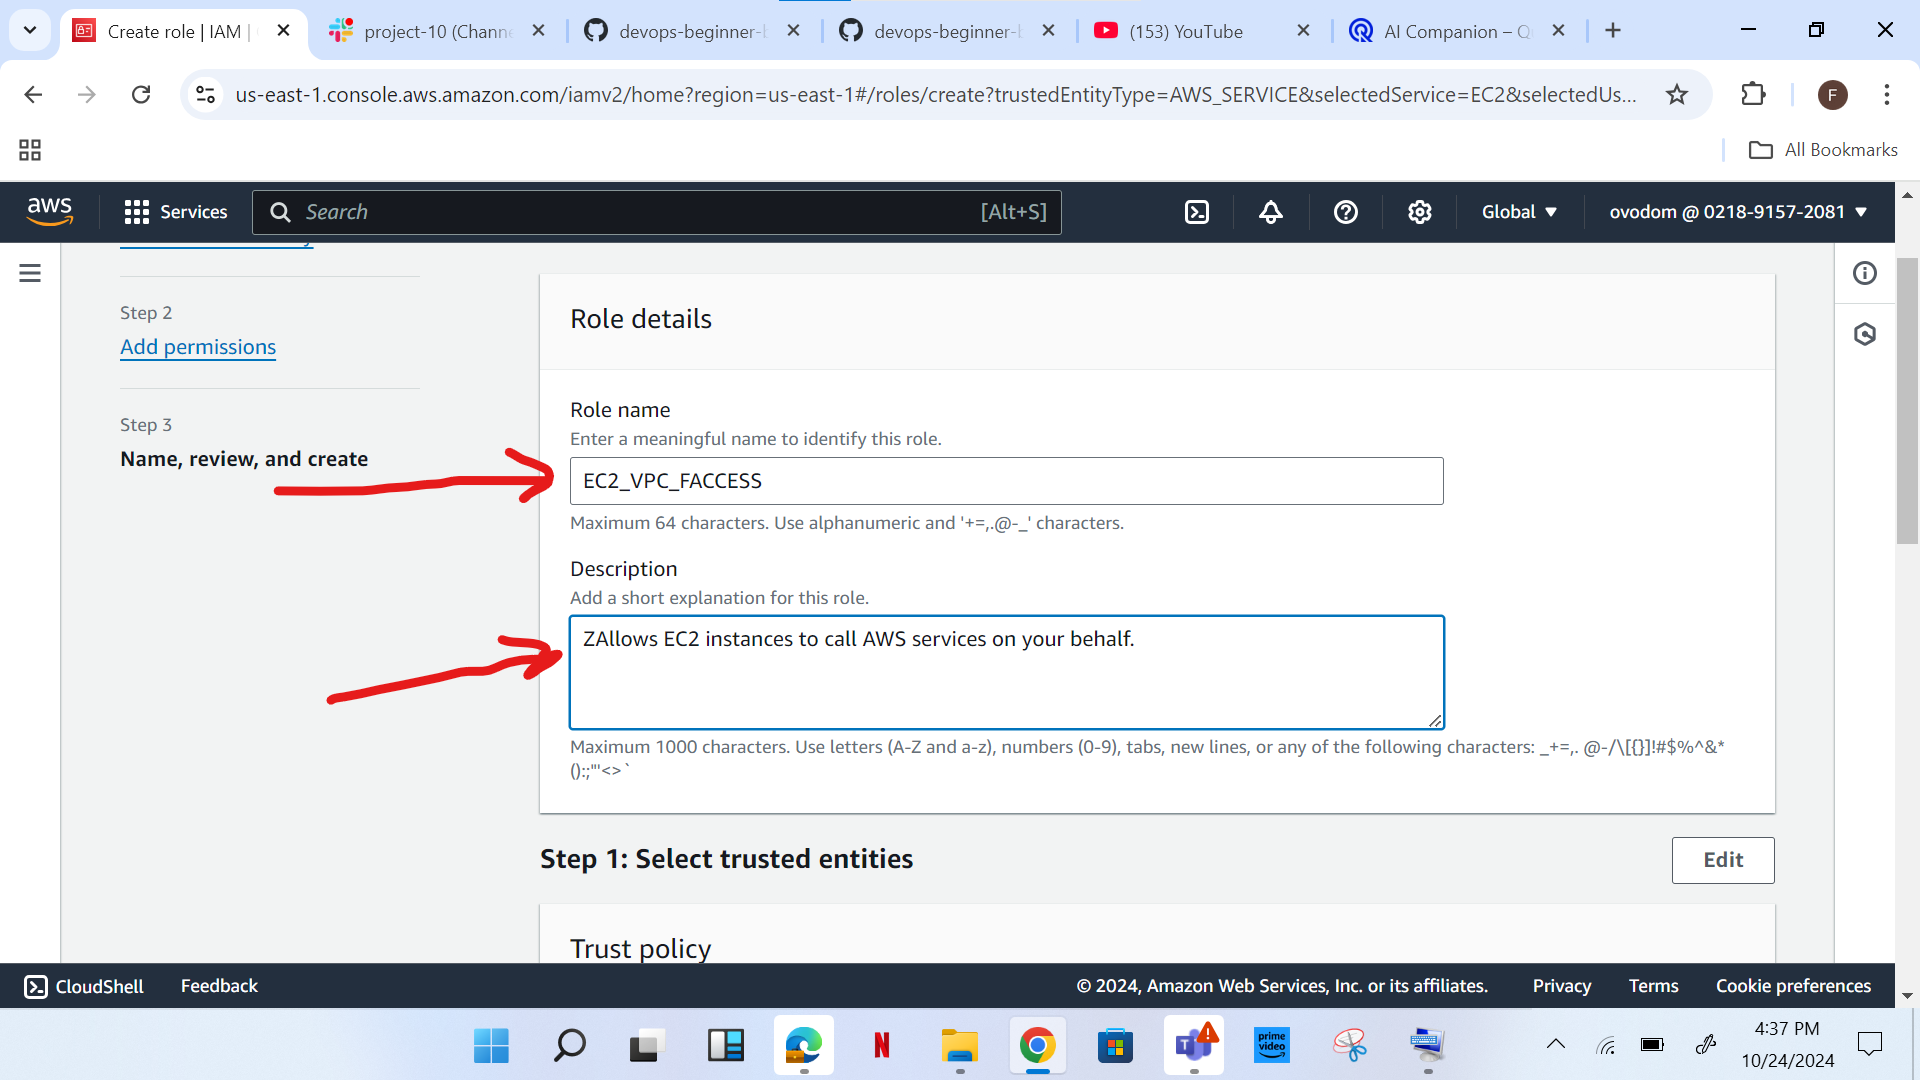 Create role | IAM |
project-10 (Channe
devops-beginner-b
devops-beginner-b
(153) YouTube
AI Companion – Qu
us-east-1.console.aws.amazon.com/iamv2/home?region=us-east-1#/roles/create?trustedEntityType=AWS_SERVICE&selectedService=EC2&selectedUs...
F
All Bookmarks
aws
Services
Search
[Alt+S]
Global
ovodom @ 0218-9157-2081
Step 2
Add permissions
Step 3
Name, review, and create
Role details
Role name
Enter a meaningful name to identify this role.
EC2_VPC_FACCESS
Maximum 64 characters. Use alphanumeric and '+=,.@-_' characters.
Description
Add a short explanation for this role.
ZAllows EC2 instances to call AWS services on your behalf.
Maximum 1000 characters. Use letters (A-Z and a-z), numbers (0-9), tabs, new lines, or any of the following characters: _+=,. @-/\[{}]!#$%^&*
();:"'<>`
Step 1: Select trusted entities
Edit
Trust policy
CloudShell
Feedback
© 2024, Amazon Web Services, Inc. or its affiliates.
Privacy
Terms
Cookie preferences
N
T
prime
video
4:37 PM
10/24/2024